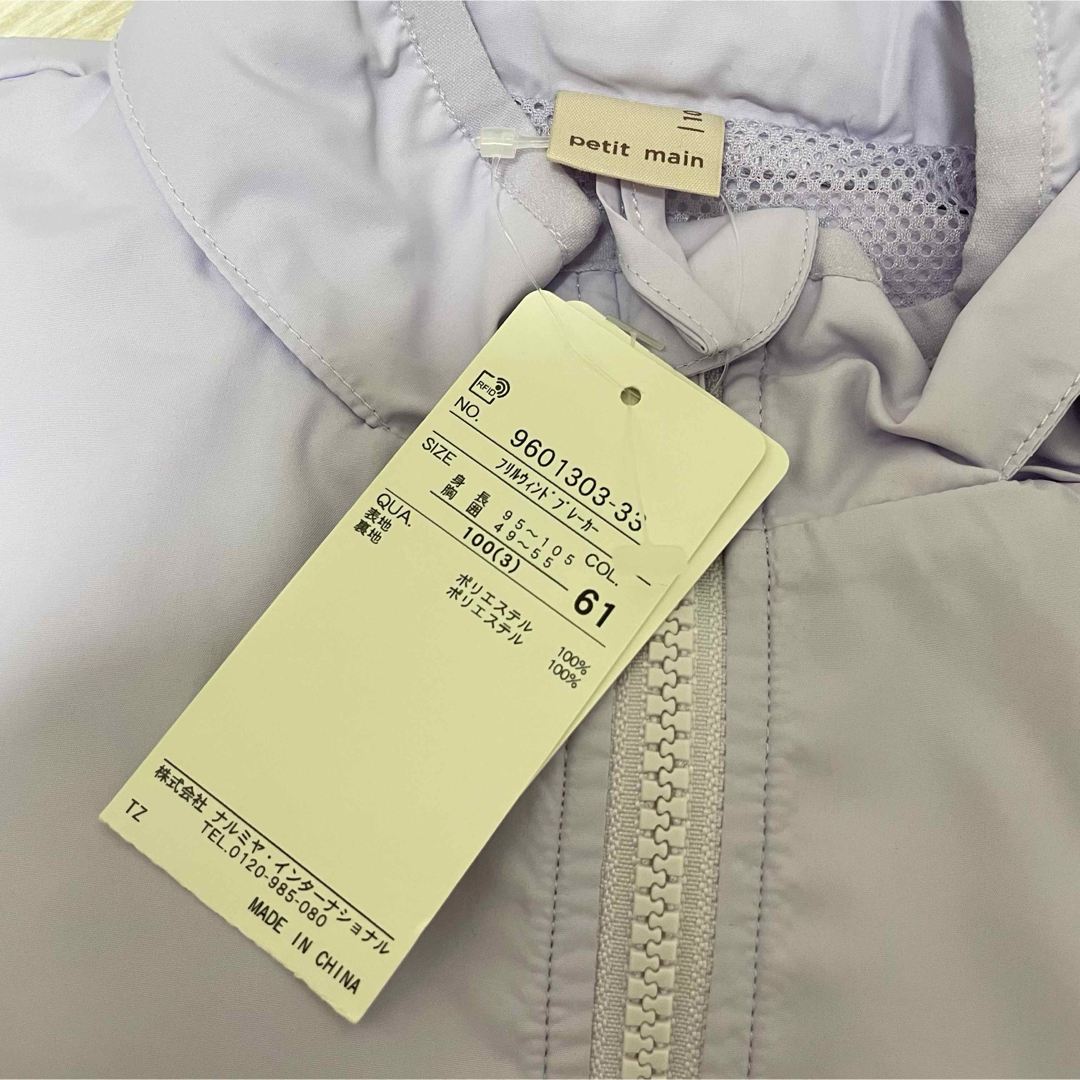 petit main
RFID
NO. 9601303-33
フリルウィンドブレーカー
SIZE 身長 95～105
胸囲 49～55
100(3)
COL. 61
QUA.
表地 ポリエステル 100%
裏地 ポリエステル 100%
株式会社 ナルミヤ・インターナショナル
TEL.0120-985-080
TZ
MADE IN CHINA